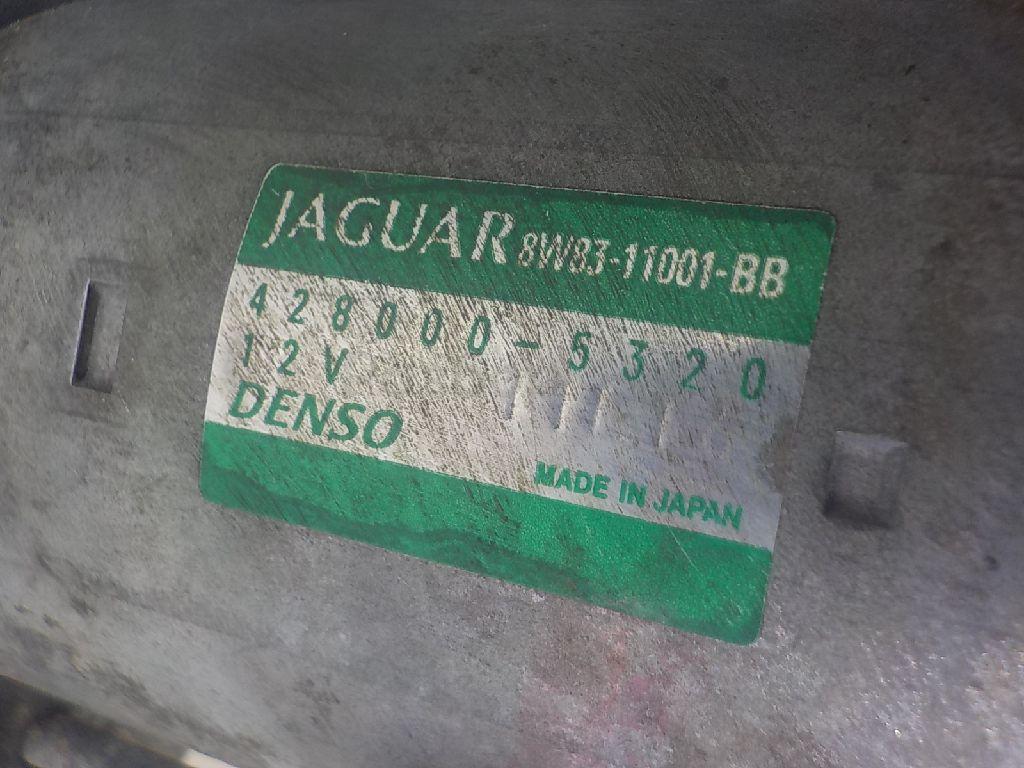 JAGUAR 8W83-11001-BB
428000-5320
12V
DENSO
MADE IN JAPAN